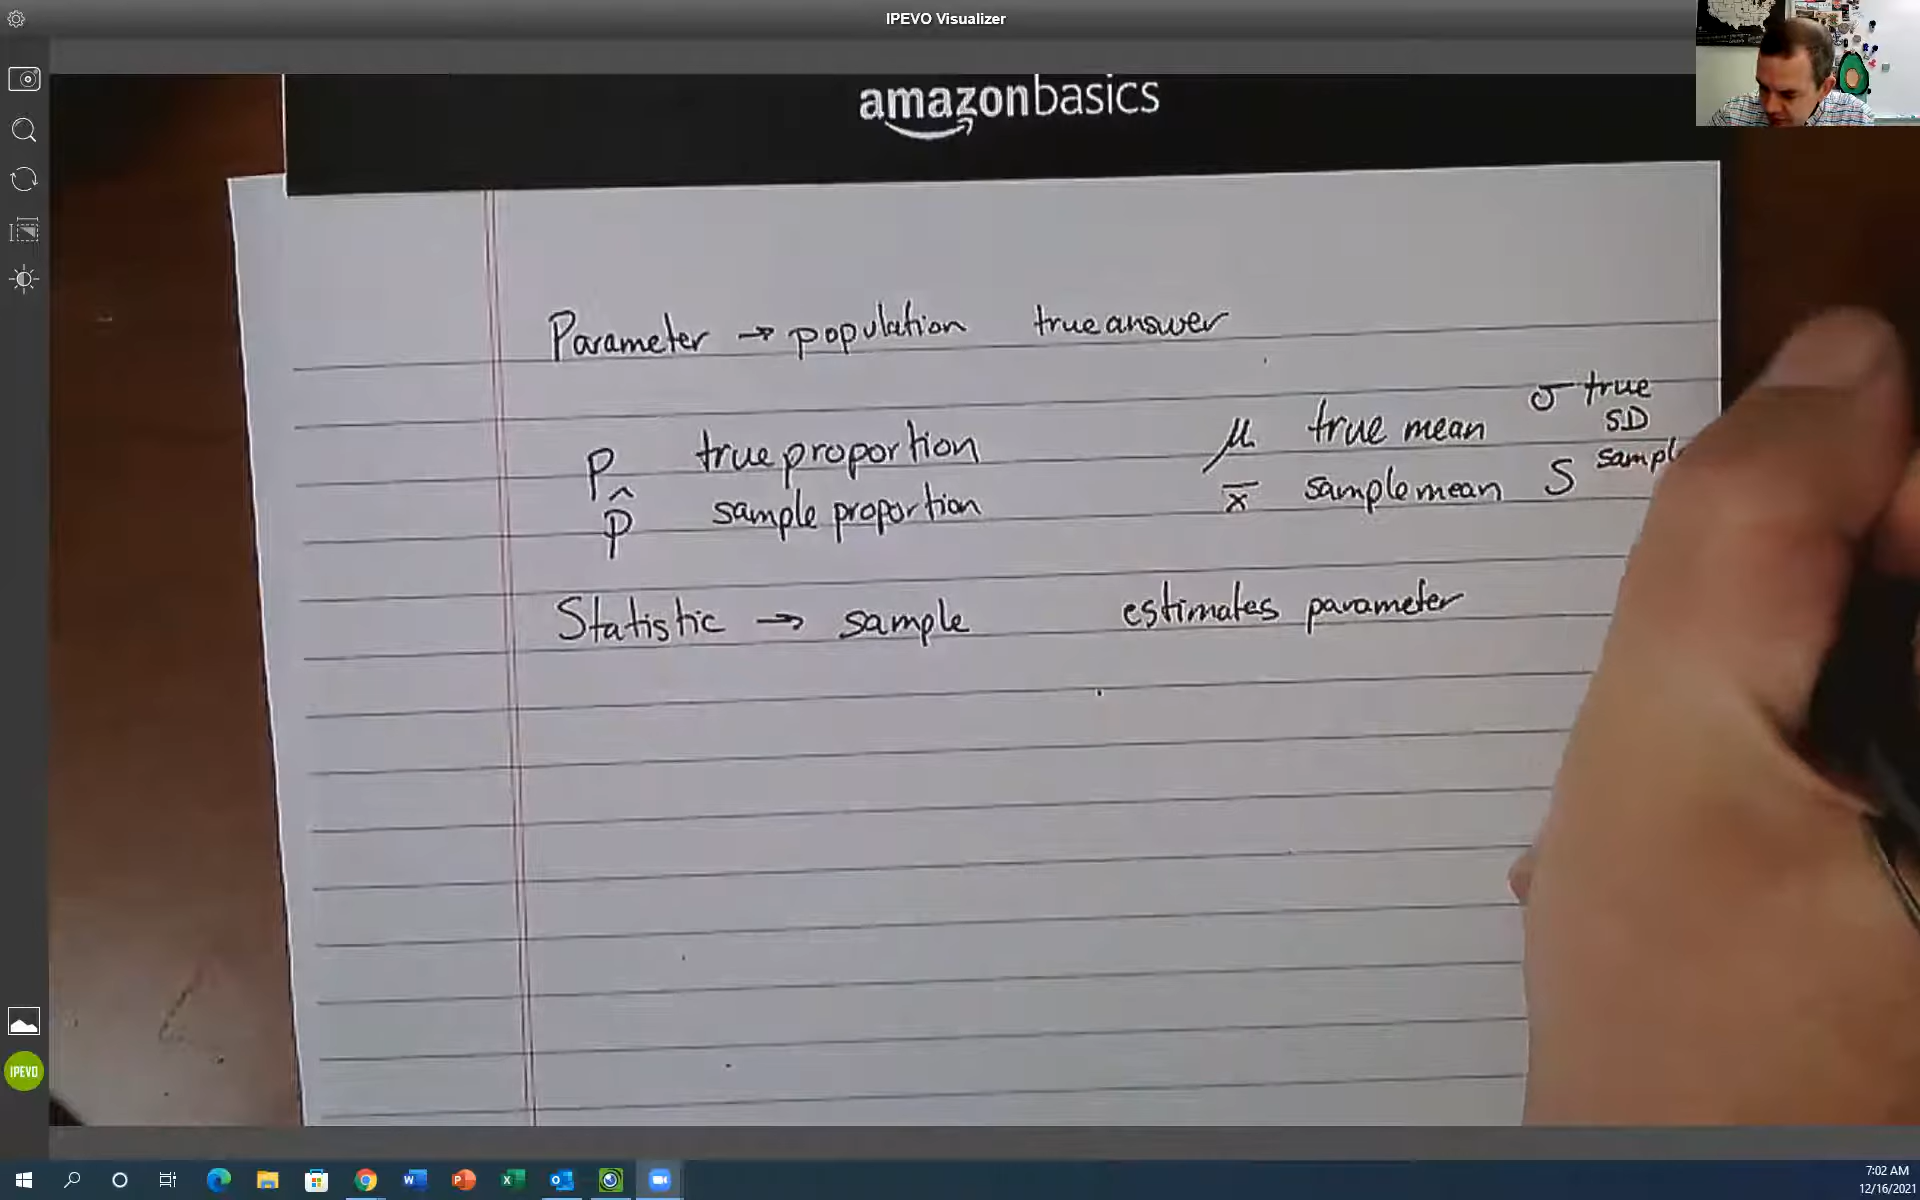 IPEVO Visualizer
amazonbasics
Parameter → population true answer
σ true
SD
p true proportion μ true mean
p̂ sample proportion x̄ sample mean S sampl
Statistic → sample estimates parameter
IPEVO
7:02 AM
12/16/2021